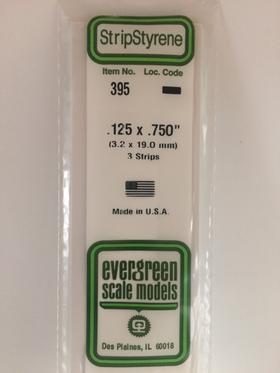 StripStyrene
Item No. Loc. Code
395
.125 x .750"
(3.2 x 19.0 mm)
3 Strips
Made in U.S.A.
evergreen
scale models
Des Plaines, IL 60018